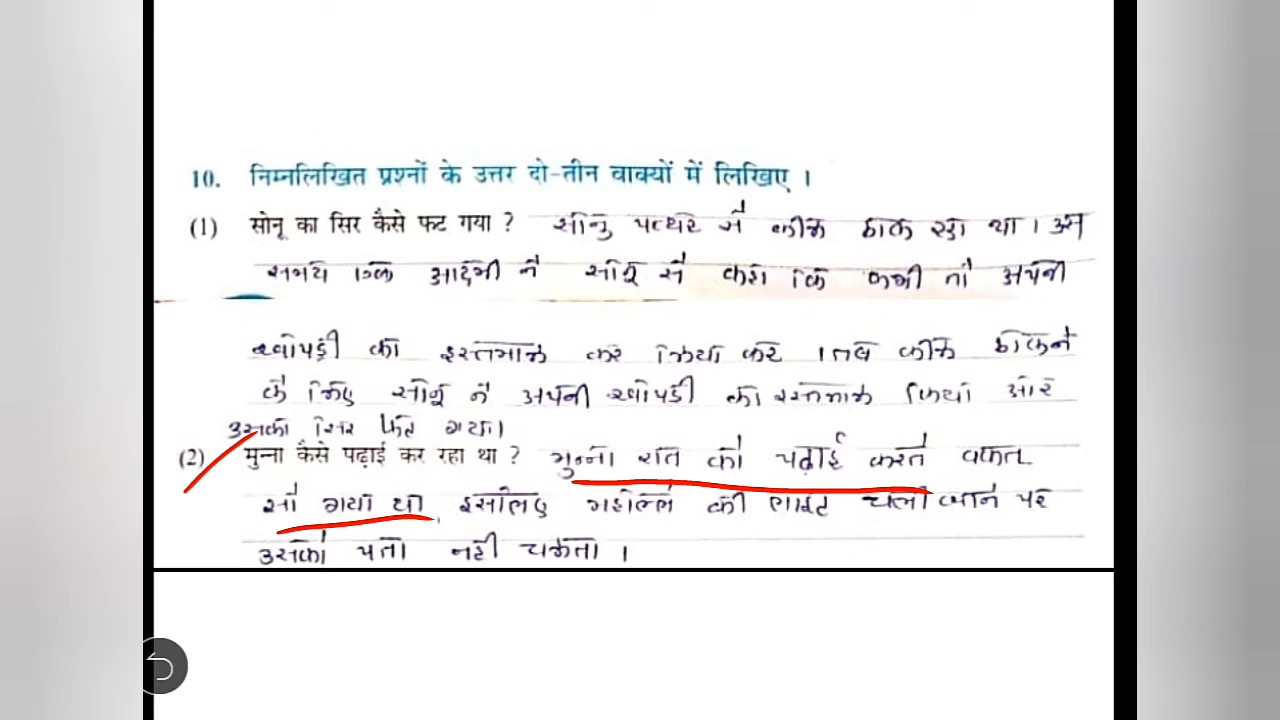 10. निम्नलिखित प्रश्नों के उत्तर दो-तीन वाक्यों में लिखिए ।
(1) सोनू का सिर कैसे फट गया ? सोनु पत्थर से कील ठोक रहा था । उस
समय एक आदमी ने सोनू से कहा कि कभी तो अपनी
खोपड़ी का इस्तमाल कर लिया कर । तब कील ठोकने
के लिए सोनू ने अपनी खोपडी का इस्तमाल किया और
उसका सिर फट गया।
(2) मुन्ना कैसे पढ़ाई कर रहा था ? मुन्ना रात को पढ़ाई करते वक्त
सो गया था इसलिए महोल्ले की लाइट चली जाने पर
उसको पता नही चलता ।